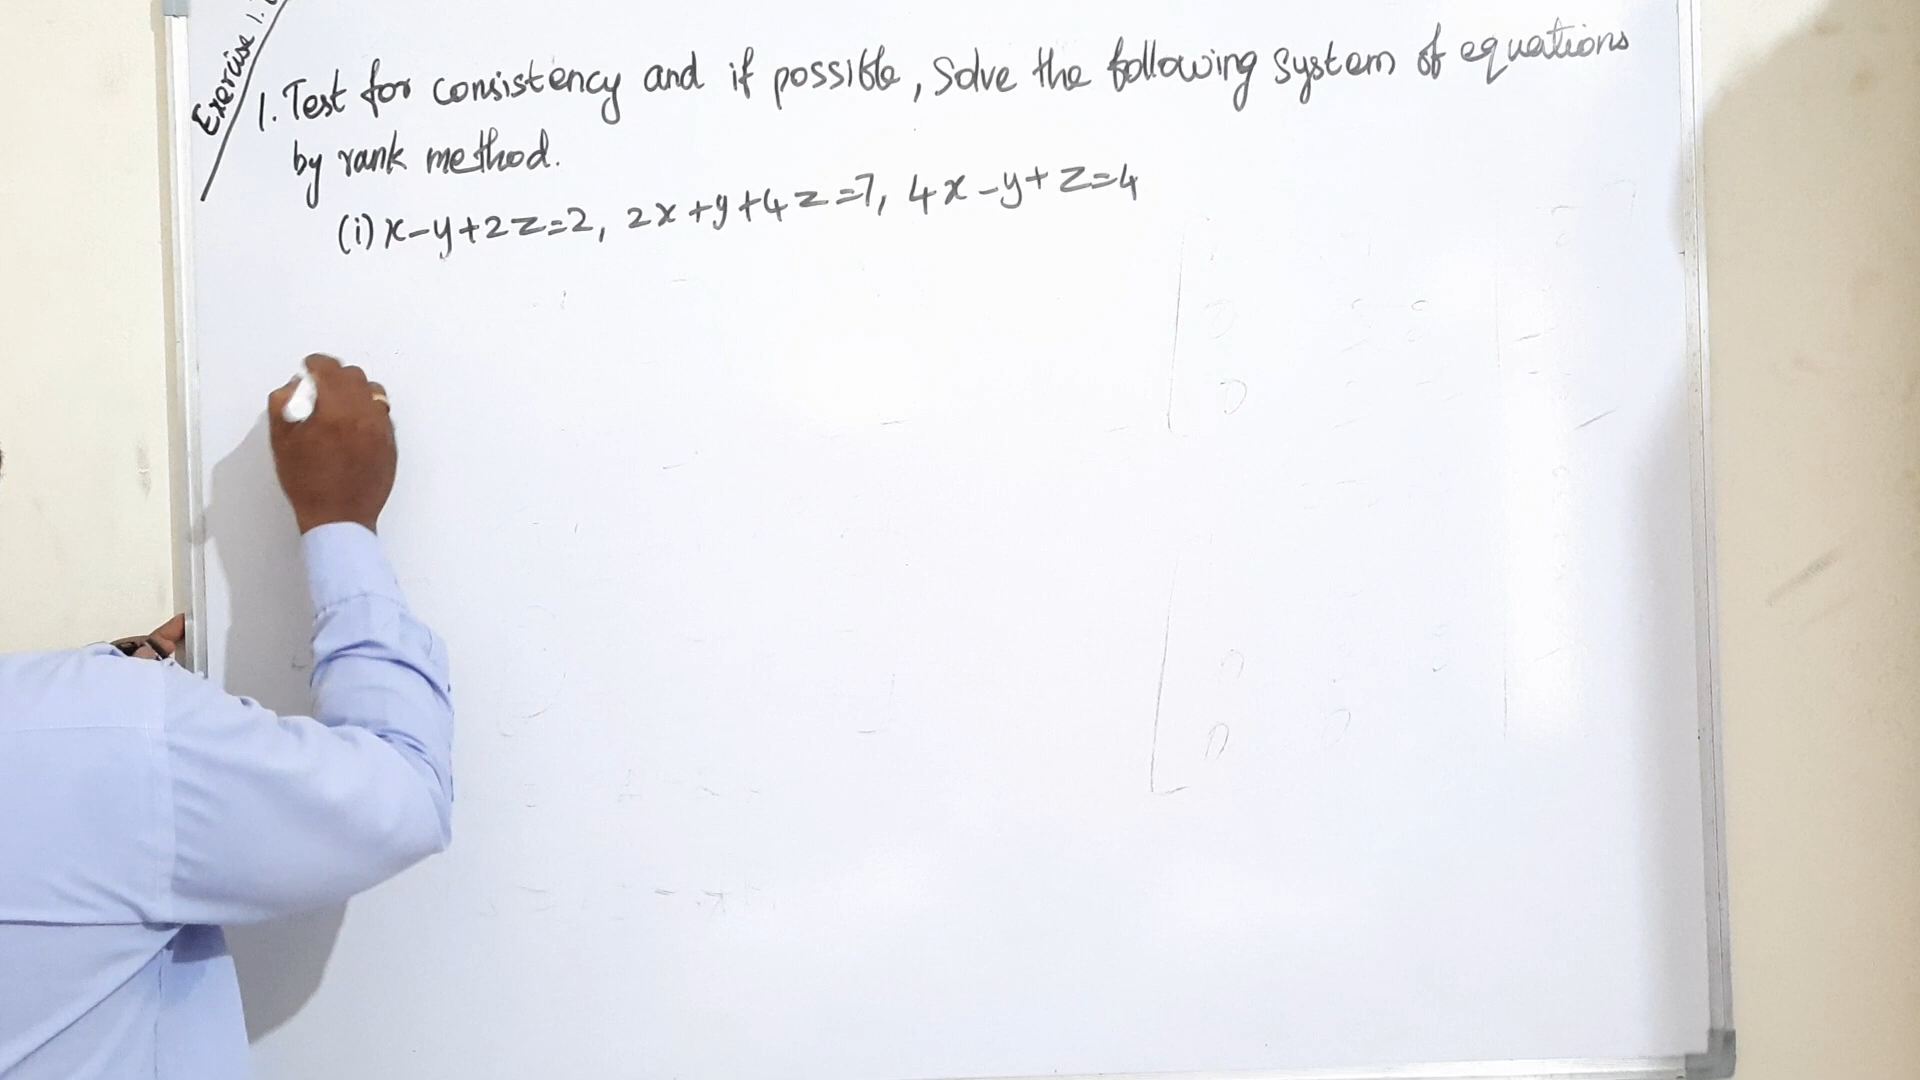 Exercise 1.
1. Test for consistency and if possible, Solve the following System of equations
by rank method.
(i) x-y+2z=2, 2x+y+4z=7, 4x-y+z=4